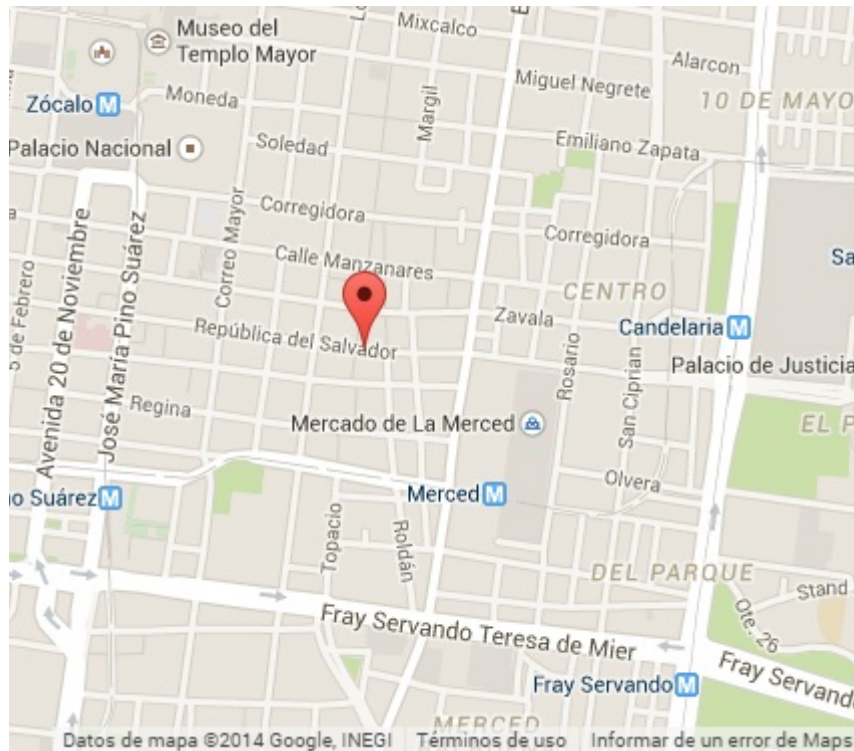 Mixcalco
Museo del
Templo Mayor
Alarcon
Miguel Negrete
Moneda
Zócalo M
10 DE MAYO
Margil
Emiliano Zapata
Soledad
Palacio Nacional
Corregidora
Corregidora
Correo Mayor
Calle Manzanares
Avenida 20 de Noviembre
José María Pino Suárez
5 de Febrero
CENTRO
Zavala
Candelaria M
República del Salvador
Palacio de Justicia
Rosario
San Ciprian
Regina
Mercado de La Merced
Olvera
o Suárez M
Merced M
Topacio
Roldán
DEL PARQUE
Stand
Ote. 26
Fray Servando Teresa de Mier
Fray Servand
Fray Servando M
MERCED
Datos de mapa ©2014 Google, INEGI Términos de uso Informar de un error de Maps